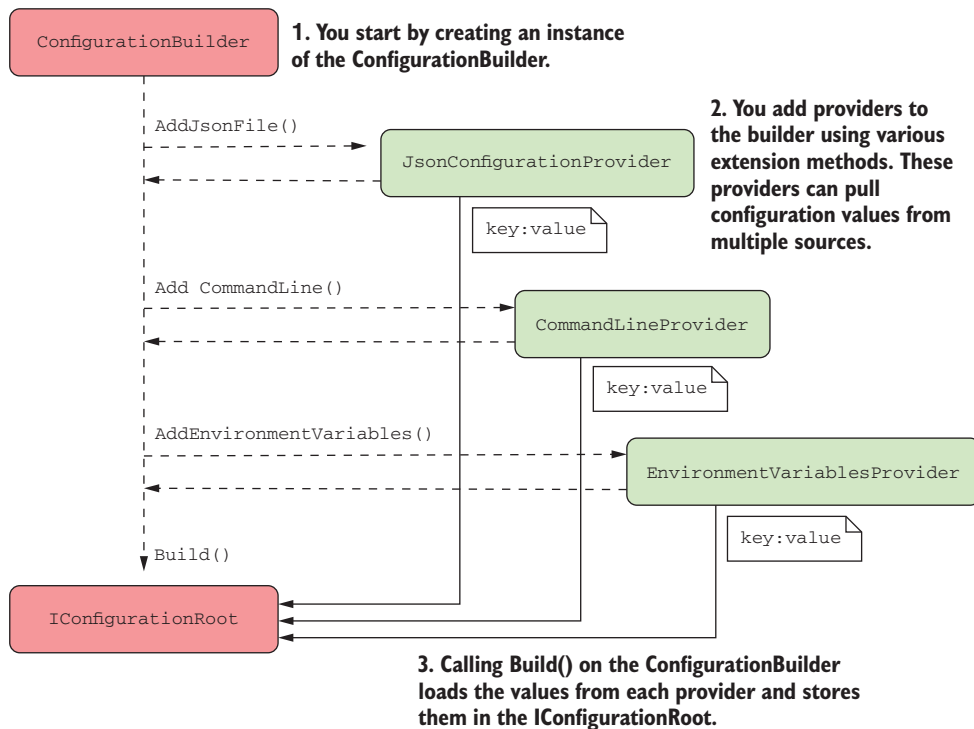 ConfigurationBuilder
1. You start by creating an instance
of the ConfigurationBuilder.
AddJsonFile()
JsonConfigurationProvider
key:value
2. You add providers to
the builder using various
extension methods. These
providers can pull
configuration values from
multiple sources.
Add CommandLine()
CommandLineProvider
key:value
AddEnvironmentVariables()
EnvironmentVariablesProvider
key:value
Build()
IConfigurationRoot
3. Calling Build() on the ConfigurationBuilder
loads the values from each provider and stores
them in the IConfigurationRoot.